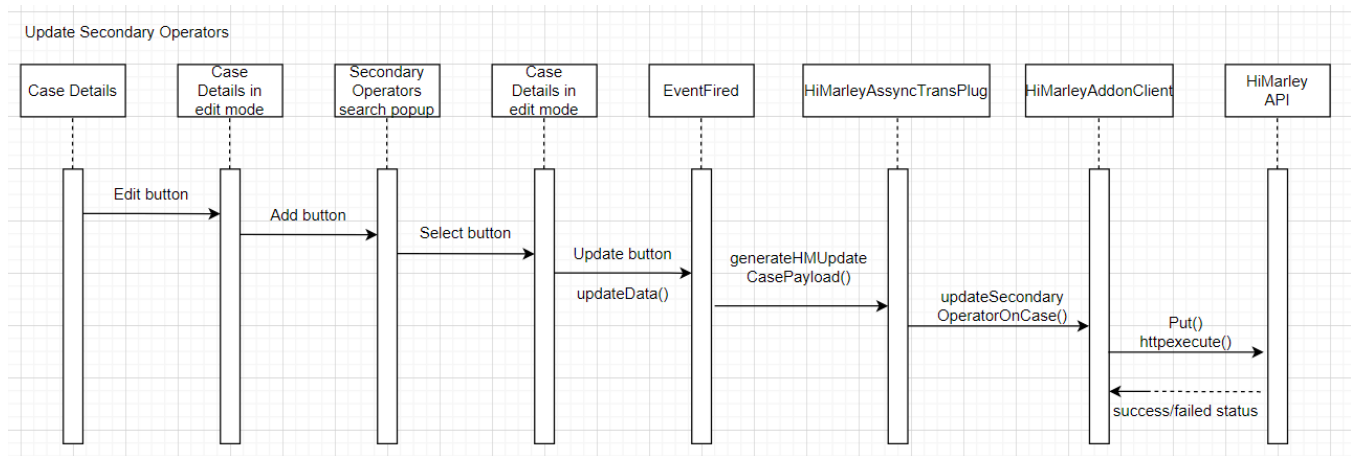 Update Secondary Operators
Case Details
Case
Details in
edit mode
Secondary
Operators
search popup
Case
Details in
edit mode
EventFired
HiMarleyAssyncTransPlug
HiMarleyAddonClient
HiMarley
API
Edit button
Add button
Select button
Update button
updateData()
generateHMUpdate
CasePayload()
updateSecondary
OperatorOnCase()
Put()
httpexecute()
success/failed status